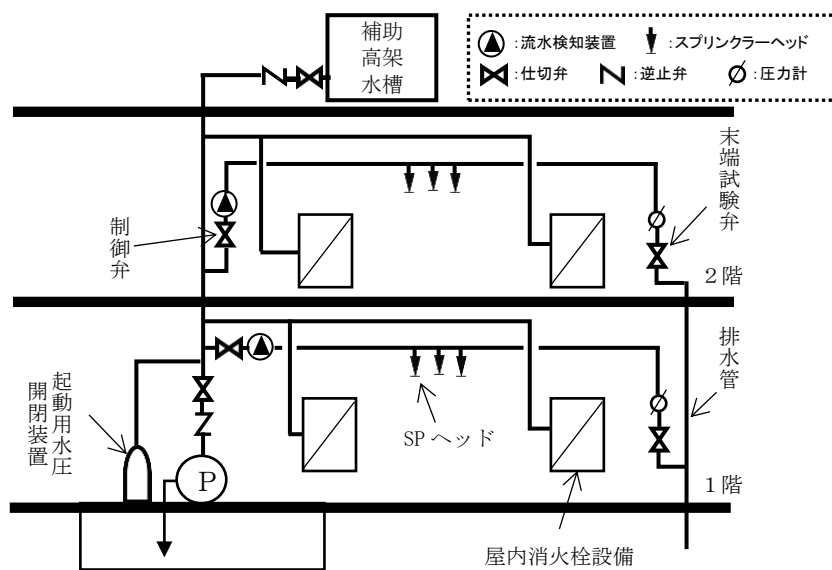 補助
高架
水槽
:流水検知装置
:スプリンクラーヘッド
:仕切弁
:逆止弁
:圧力計
末端試験弁
制御弁
2階
起動用水圧
開閉装置
SPヘッド
排水管
P
1階
屋内消火栓設備